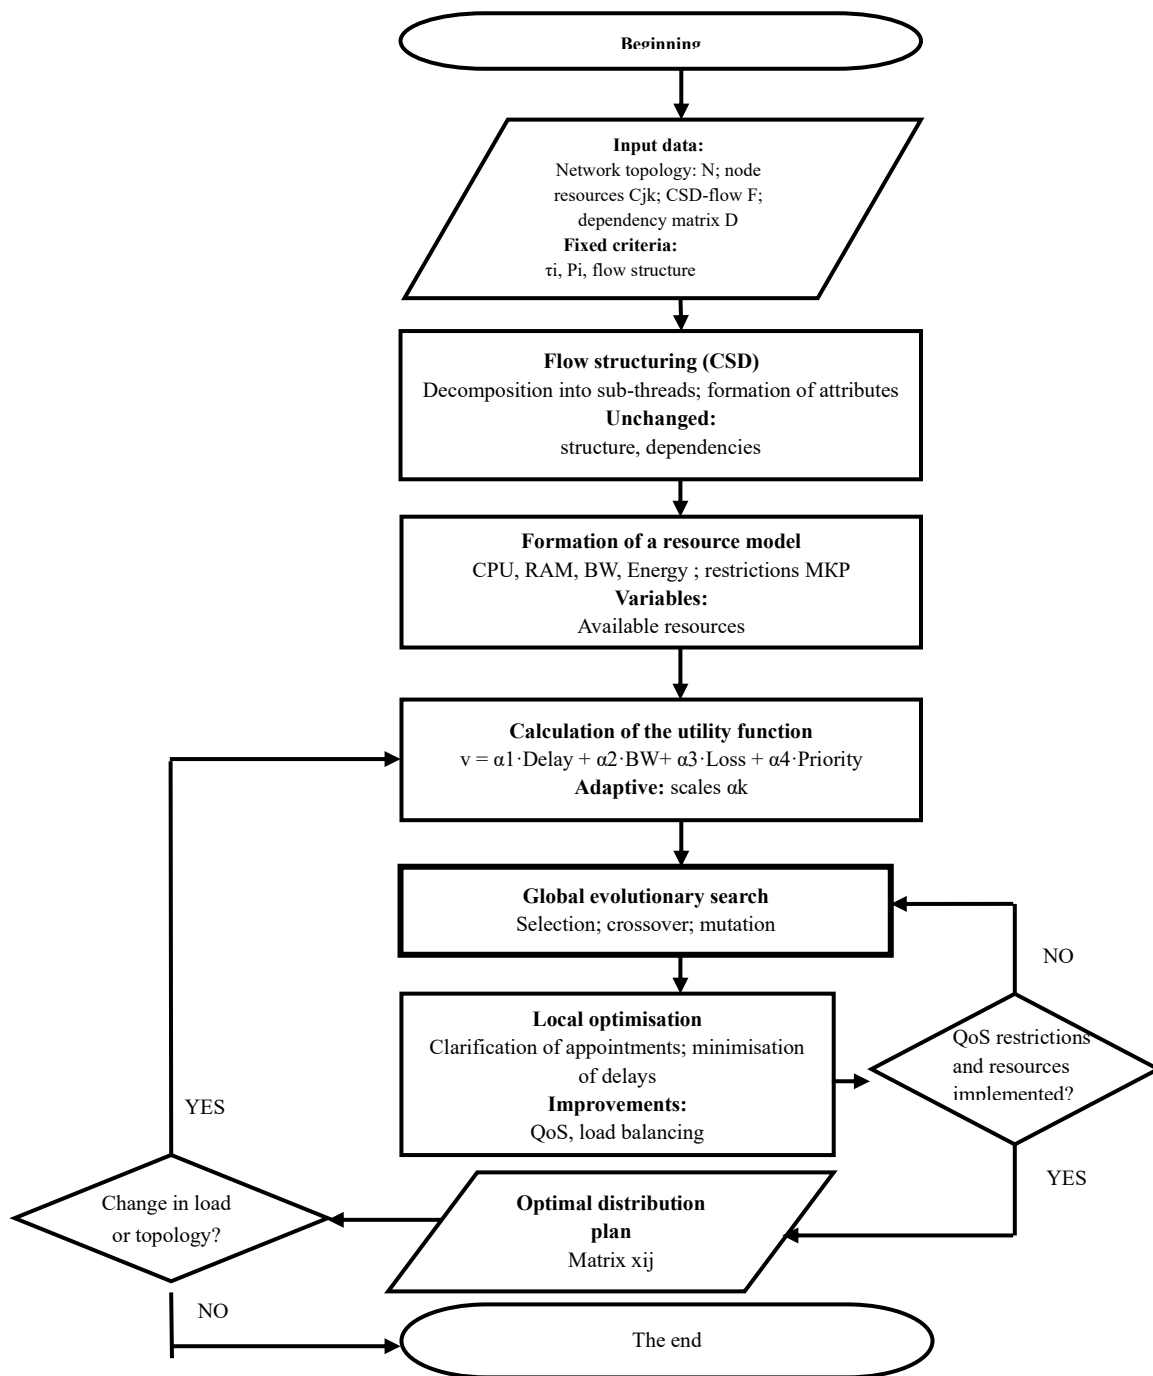 Beginning
Input data:
Network topology: N; node
resources Cjk; CSD-flow F;
dependency matrix D
Fixed criteria:
τi, Pi, flow structure
Flow structuring (CSD)
Decomposition into sub-threads; formation of attributes
Unchanged:
structure, dependencies
Formation of a resource model
CPU, RAM, BW, Energy ; restrictions MKP
Variables:
Available resources
Calculation of the utility function
v = α1·Delay + α2·BW+ α3·Loss + α4·Priority
Adaptive: scales αk
Global evolutionary search
Selection; crossover; mutation
NO
Local optimisation
Clarification of appointments; minimisation
of delays
Improvements:
QoS, load balancing
QoS restrictions
and resources
implemented?
YES
YES
Change in load
or topology?
Optimal distribution
plan
Matrix xij
NO
The end